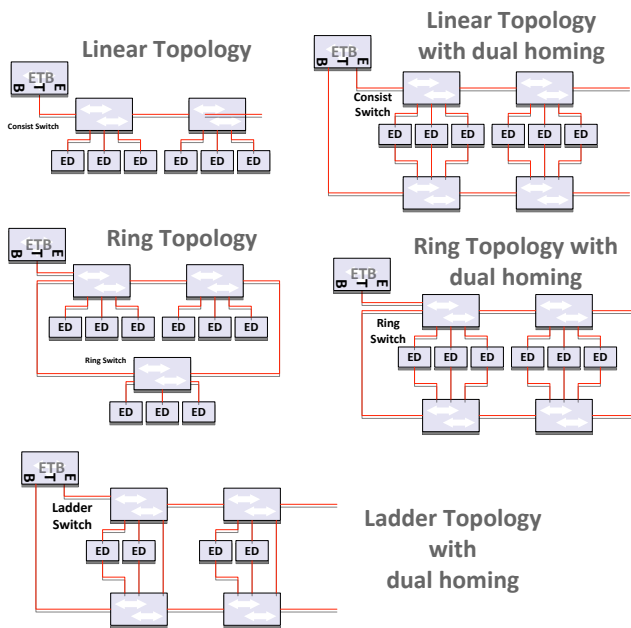 Linear Topology
ETB
B T E
Consist Switch
ED ED ED ED ED ED
Linear Topology
with dual homing
ETB
B T E
Consist
Switch
ED ED ED ED ED ED
Ring Topology
ETB
B T E
ED ED ED ED ED ED
Ring Switch
ED ED ED
Ring Topology with
dual homing
ETB
B T E
Ring
Switch
ED ED ED ED ED ED
ETB
B T E
Ladder
Switch
ED ED ED ED
Ladder Topology
with
dual homing